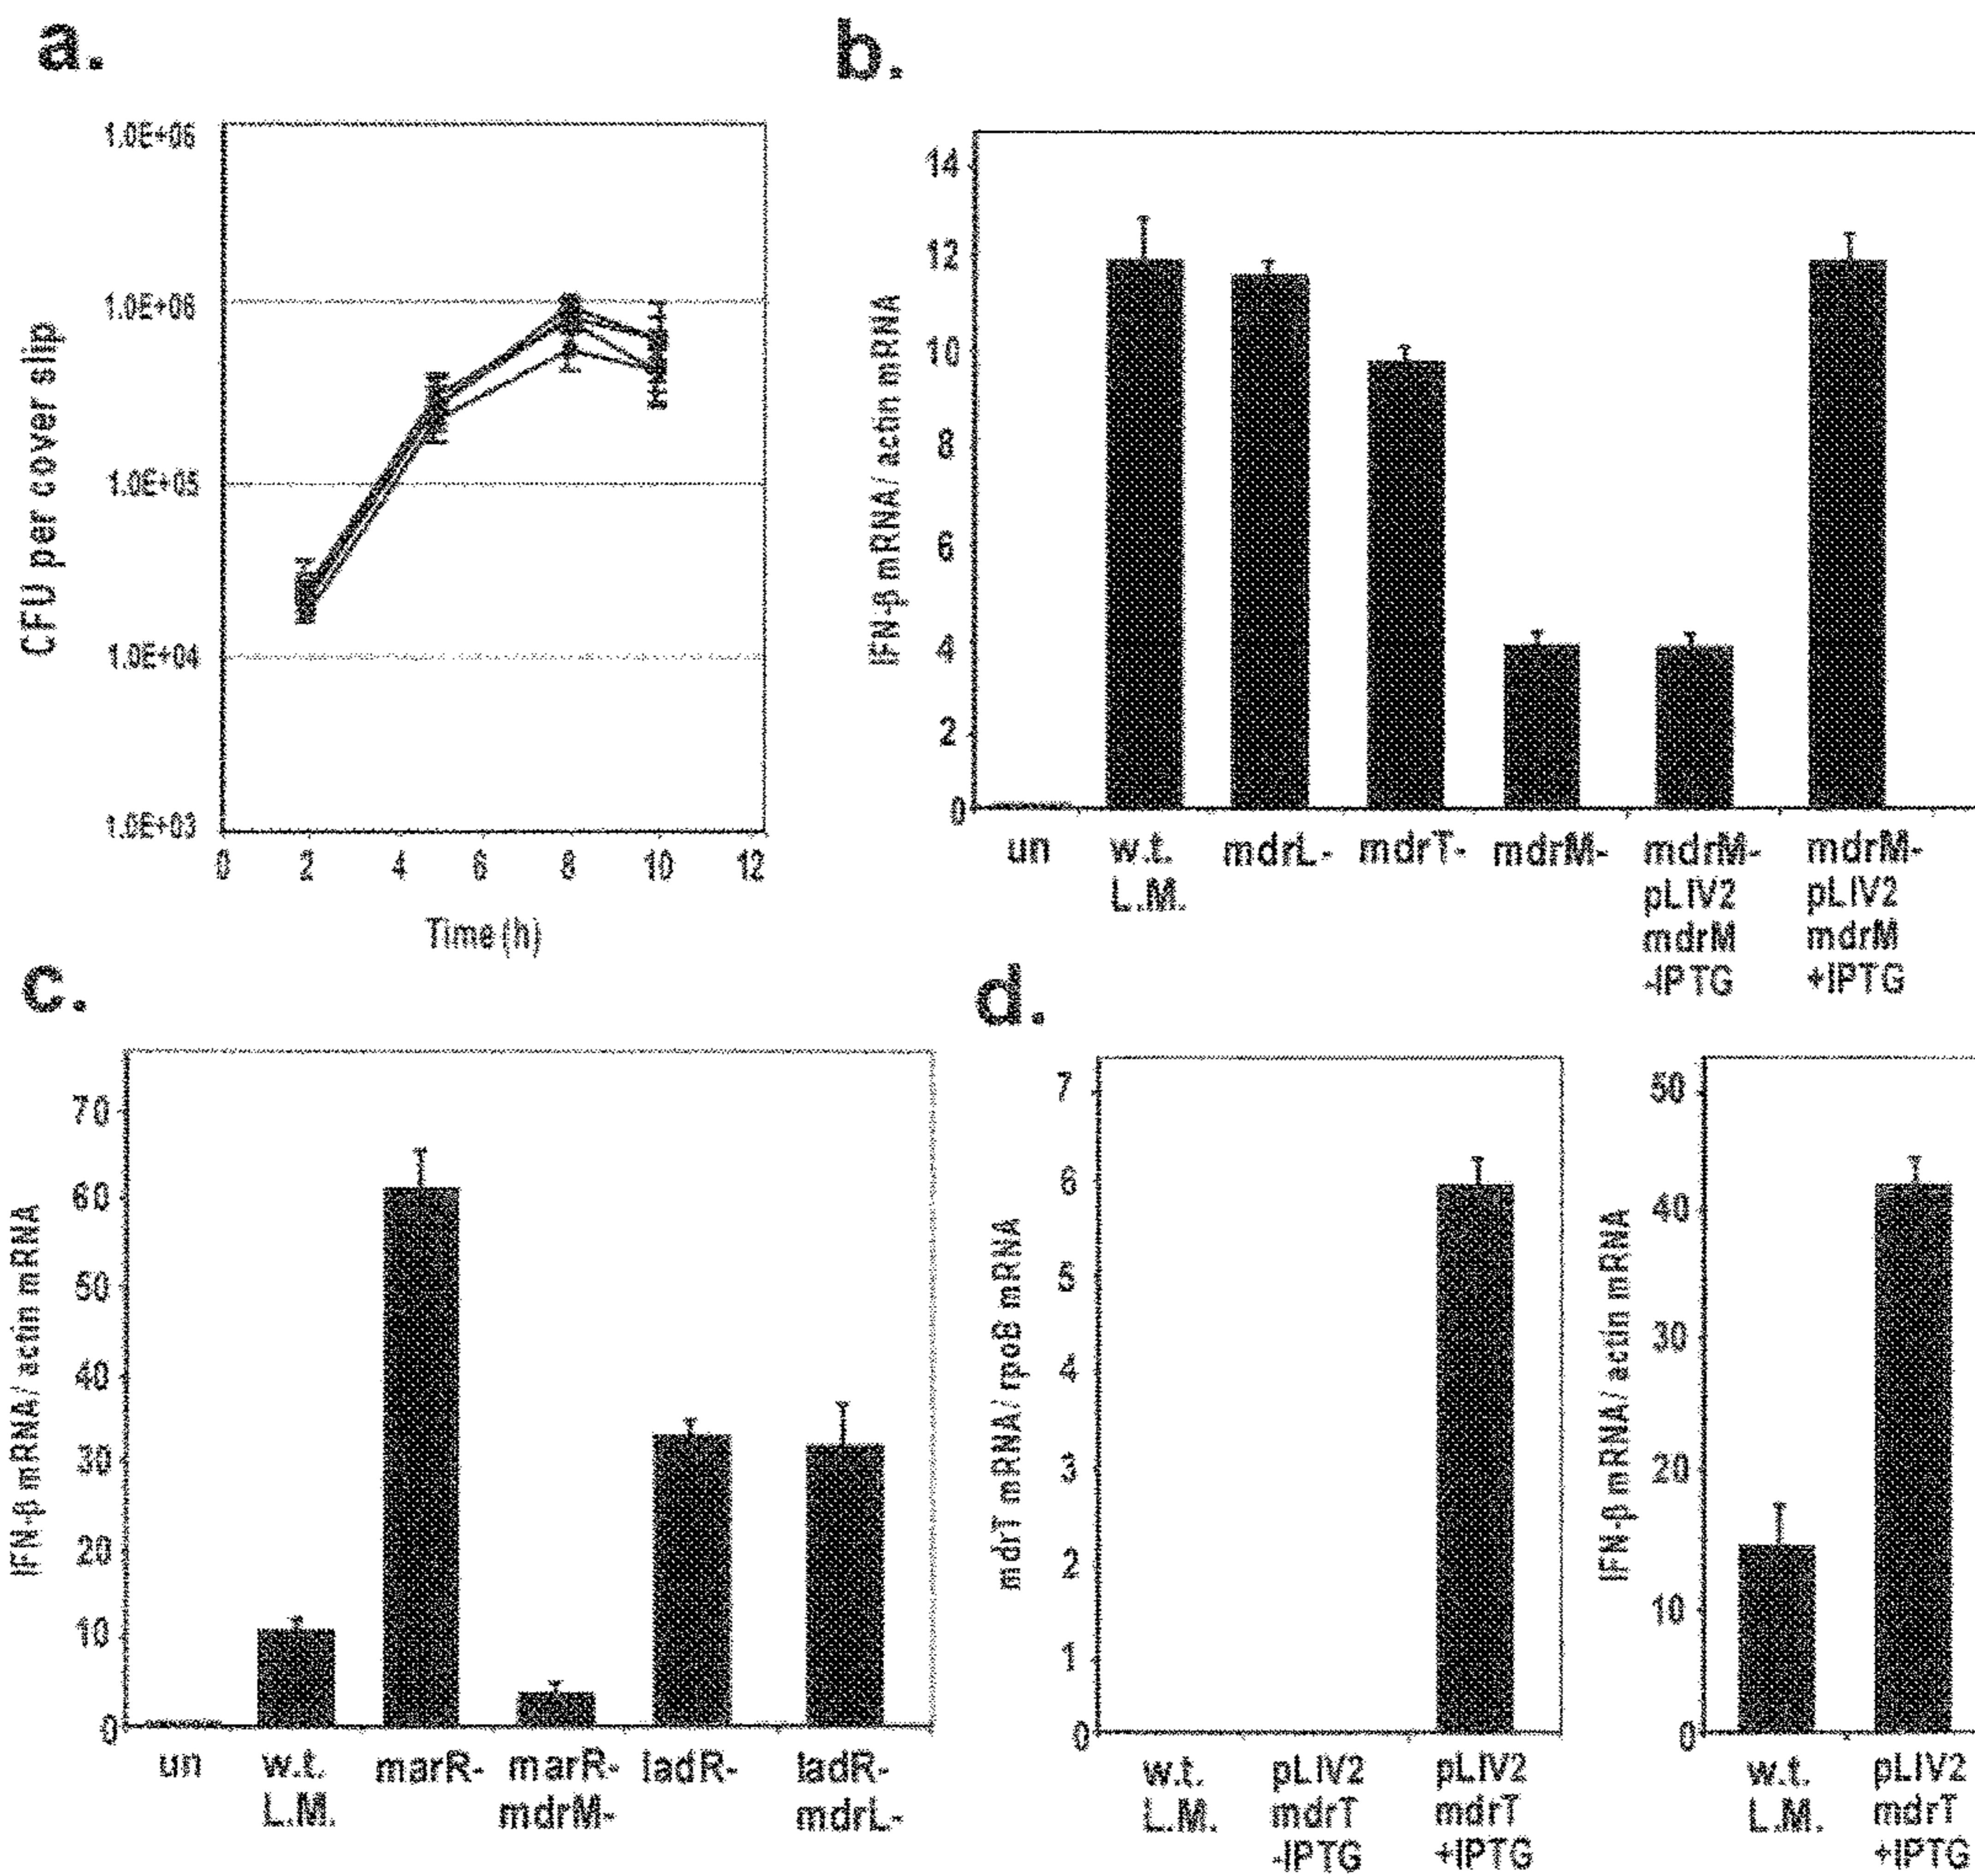 a.
1.0E+06
1.0E+06
1.0E+05
1.0E+04
1.0E+03
CFU per cover slip
0 2 4 6 8 10 12
Time (h)
b.
14
12
10
8
6
4
2
0
IFN-β mRNA/ actin mRNA
un w.t. L.M. mdrL- mdrT- mdrM- mdrM- pLIV2 mdrM -IPTG mdrM- pLIV2 mdrM +IPTG
c.
70
60
50
40
30
20
10
0
IFN-β mRNA/ actin mRNA
un w.t. L.M. marR- marR- mdrM- ladR- ladR- mdrL-
d.
7
6
5
4
3
2
1
0
mdrT mRNA/ rpoB mRNA
w.t. L.M. pLIV2 mdrT -IPTG pLIV2 mdrT +IPTG
50
40
30
20
10
0
IFN-β mRNA/ actin mRNA
w.t. L.M. pLIV2 mdrT +IPTG